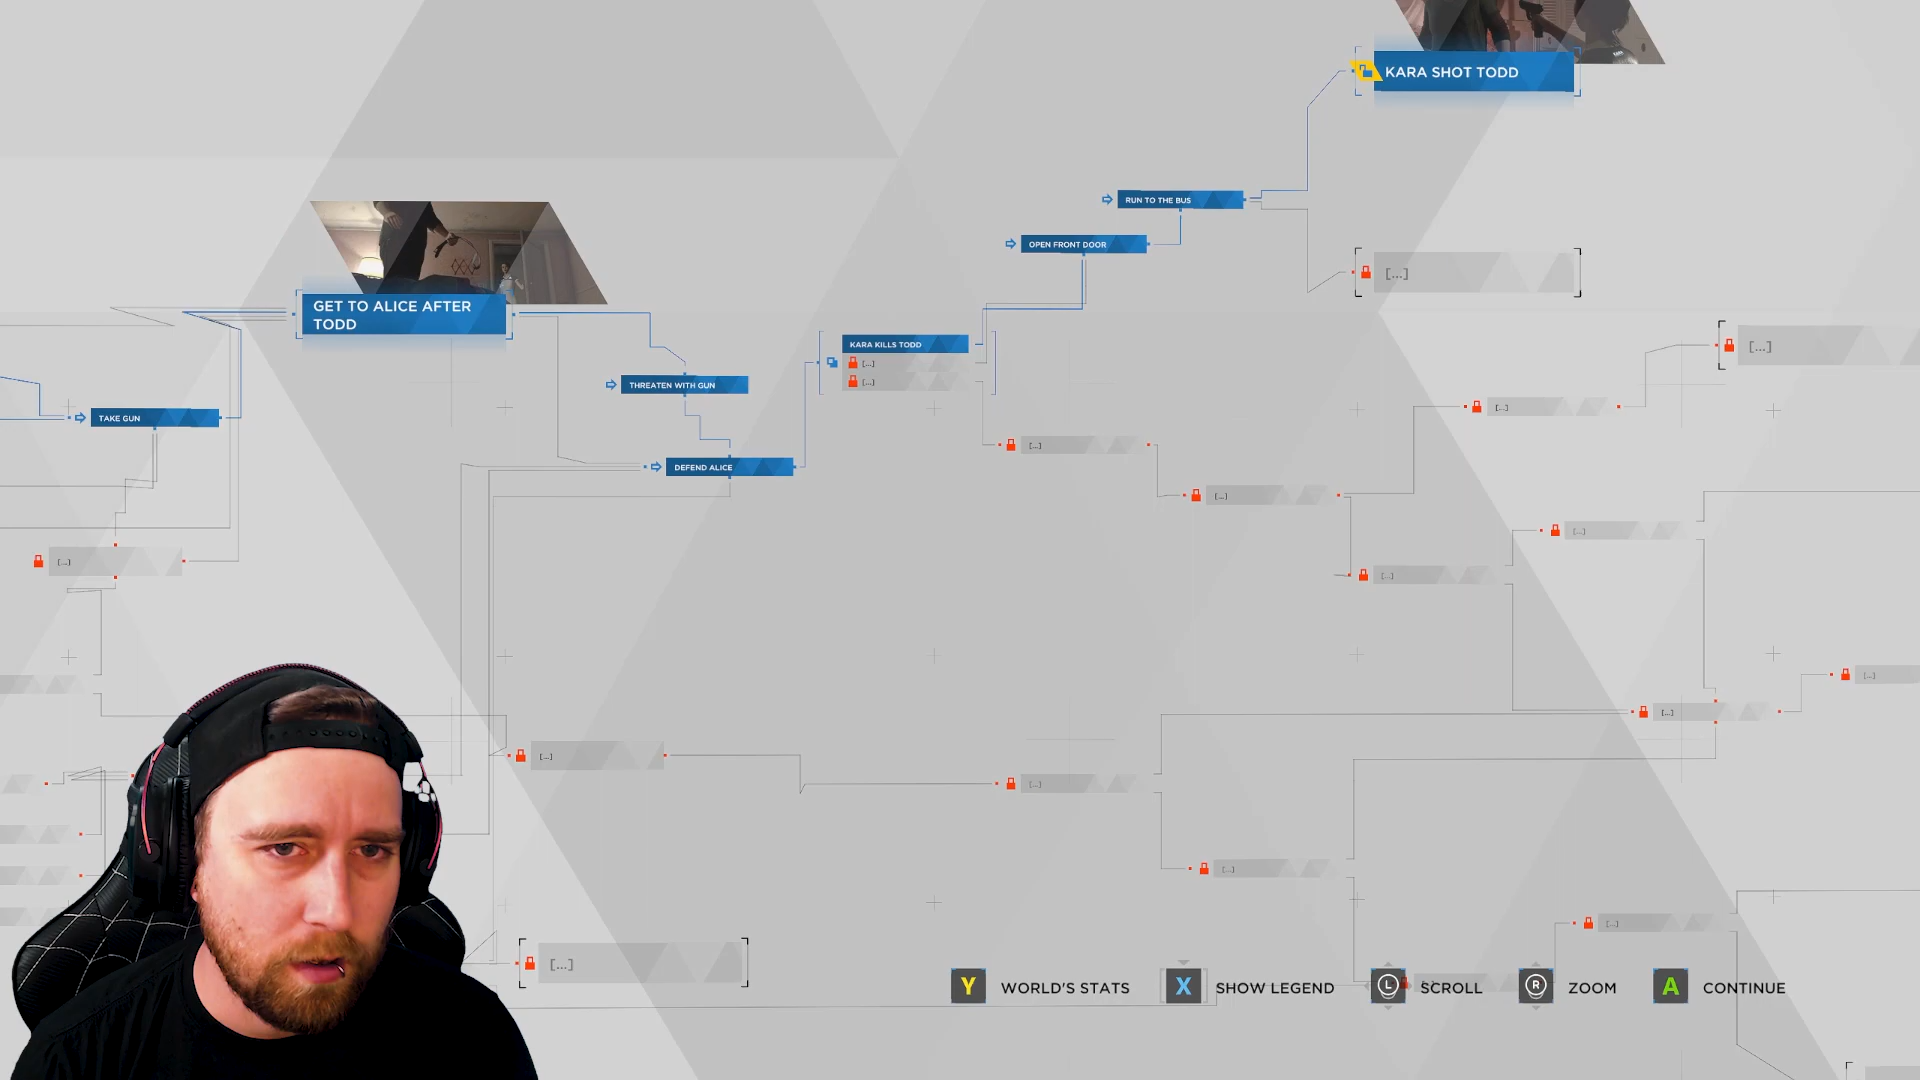 KARA SHOT TODD
RUN TO THE BUS
OPEN FRONT DOOR
[...]
GET TO ALICE AFTER
TODD
KARA KILLS TODD
[...]
[...]
[...]
THREATEN WITH GUN
[...]
TAKE GUN
[...]
DEFEND ALICE
[...]
[...]
[...]
[...]
[...]
[...]
[...]
[...]
[...]
[...]
[...]
Y WORLD'S STATS
X SHOW LEGEND
L SCROLL
R ZOOM
A CONTINUE